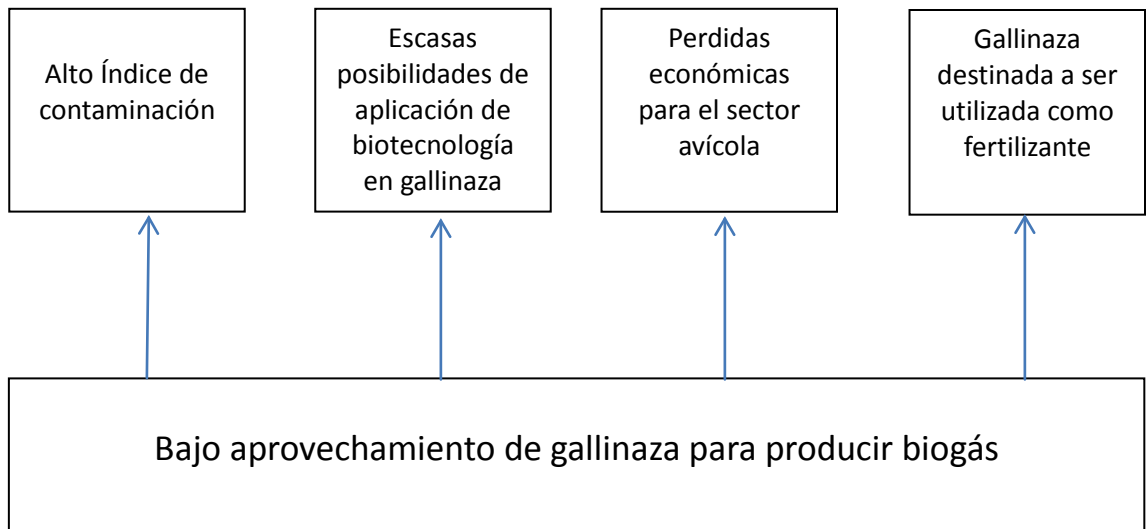 Alto Índice de
contaminación
Escasas
posibilidades de
aplicación de
biotecnología
en gallinaza
Perdidas
económicas
para el sector
avícola
Gallinaza
destinada a ser
utilizada como
fertilizante
Bajo aprovechamiento de gallinaza para producir biogás